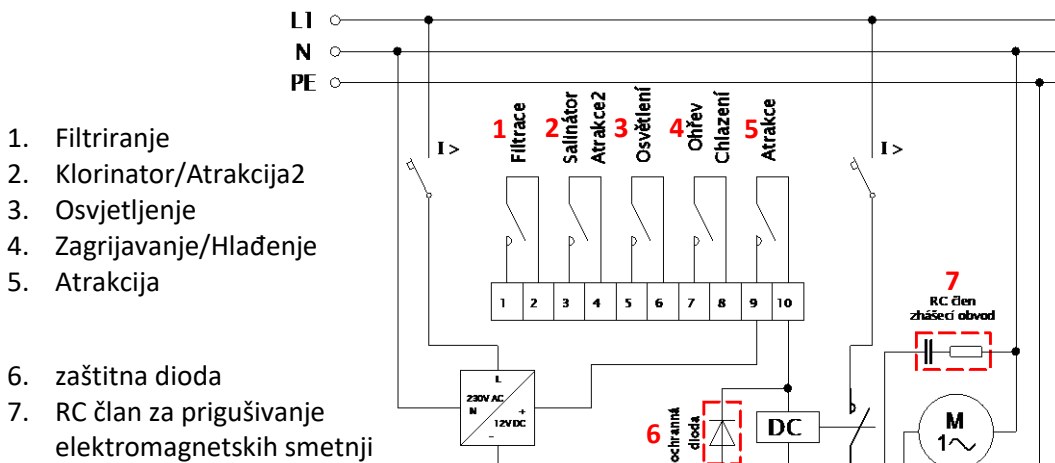 L1
N
PE
1. Filtriranje
2. Klorinator/Atrakcija2
3. Osvjetljenje
4. Zagrijavanje/Hlađenje
5. Atrakcija
6. zaštitna dioda
7. RC član za prigušivanje
elektromagnetskih smetnji
I >
1 Filtrace
2 Salinátor
Atrakce2
3 Osvětlení
4 Ohřev
Chlazení
5 Atrakce
I >
1 2 3 4 5 6 7 8 9 10
7
RC člen
zhášecí obvod
L
230V AC
N
+
12V DC
–
6 ochranná
dioda
DC
M
1~